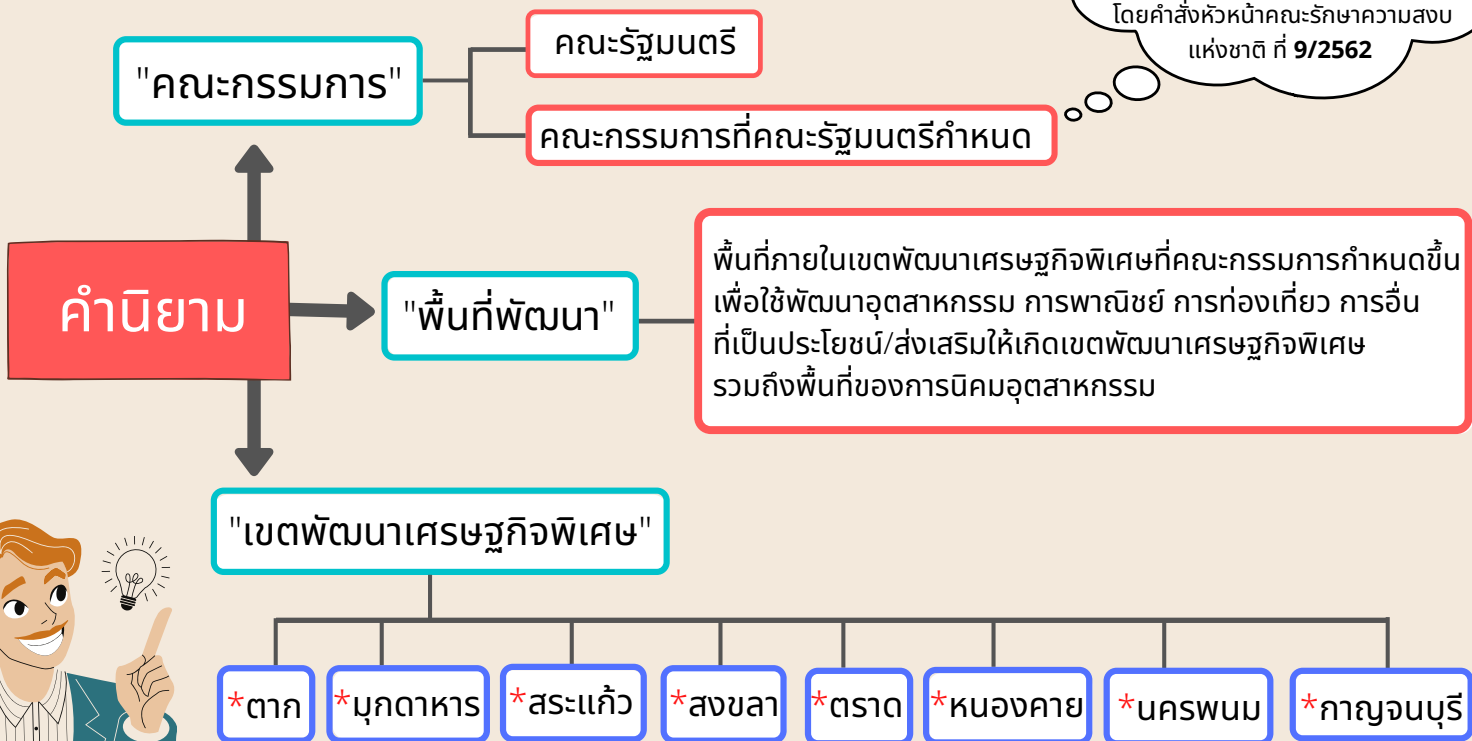 โดยคำสั่งหัวหน้าคณะรักษาความสงบ
แห่งชาติ ที่ 9/2562
คณะรัฐมนตรี
"คณะกรรมการ"
คณะกรรมการที่คณะรัฐมนตรีกำหนด
คำนิยาม
"พื้นที่พัฒนา"
พื้นที่ภายในเขตพัฒนาเศรษฐกิจพิเศษที่คณะกรรมการกำหนดขึ้น
เพื่อใช้พัฒนาอุตสาหกรรม การพาณิชย์ การท่องเที่ยว การอื่น
ที่เป็นประโยชน์/ส่งเสริมให้เกิดเขตพัฒนาเศรษฐกิจพิเศษ
รวมถึงพื้นที่ของการนิคมอุตสาหกรรม
"เขตพัฒนาเศรษฐกิจพิเศษ"
*ตาก
*มุกดาหาร
*สระแก้ว
*สงขลา
*ตราด
*หนองคาย
*นครพนม
*กาญจนบุรี